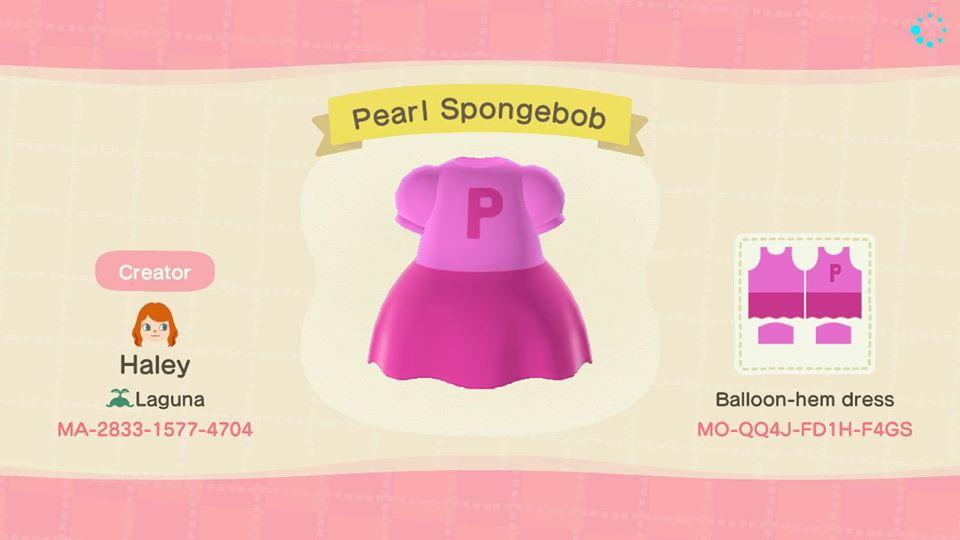 Pearl Spongebob
P
P
Creator
Haley
Laguna
MA-2833-1577-4704
Balloon-hem dress
MO-QQ4J-FD1H-F4GS